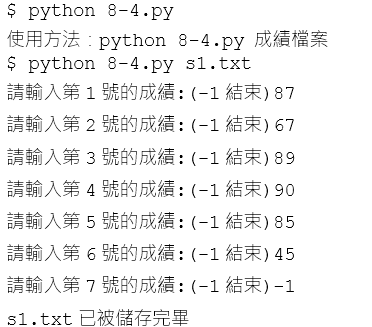 $ python 8-4.py
使用方法：python 8-4.py 成績檔案
$ python 8-4.py s1.txt
請輸入第 1 號的成績:(-1 結束)87
請輸入第 2 號的成績:(-1 結束)67
請輸入第 3 號的成績:(-1 結束)89
請輸入第 4 號的成績:(-1 結束)90
請輸入第 5 號的成績:(-1 結束)85
請輸入第 6 號的成績:(-1 結束)45
請輸入第 7 號的成績:(-1 結束)-1
s1.txt 已被儲存完畢